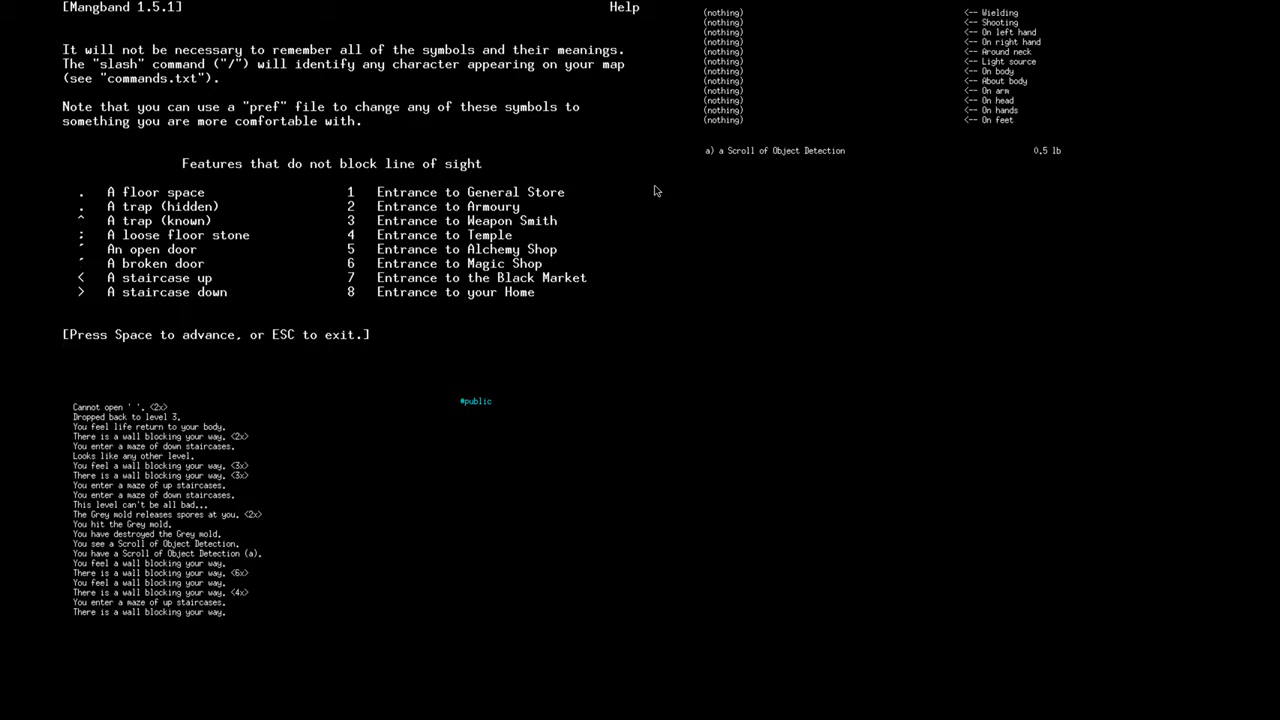 [Mangband 1.5.1] Help
It will not be necessary to remember all of the symbols and their meanings.
The "slash" command ("/") will identify any character appearing on your map
(see "commands.txt").
Note that you can use a "pref" file to change any of these symbols to
something you are more comfortable with.
Features that do not block line of sight
. A floor space 1 Entrance to General Store
. A trap (hidden) 2 Entrance to Armoury
^ A trap (known) 3 Entrance to Weapon Smith
: A loose floor stone 4 Entrance to Temple
' An open door 5 Entrance to Alchemy Shop
' A broken door 6 Entrance to Magic Shop
< A staircase up 7 Entrance to the Black Market
> A staircase down 8 Entrance to your Home
[Press Space to advance, or ESC to exit.]
(nothing) <-- Wielding
(nothing) <-- Shooting
(nothing) <-- On left hand
(nothing) <-- On right hand
(nothing) <-- Around neck
(nothing) <-- Light source
(nothing) <-- On body
(nothing) <-- About body
(nothing) <-- On arm
(nothing) <-- On head
(nothing) <-- On hands
(nothing) <-- On feet
a) a Scroll of Object Detection 0.5 lb
Cannot open ' '. <2x>
Dropped back to level 3.
You feel life return to your body.
There is a wall blocking your way. <2x>
You enter a maze of down staircases.
Looks like any other level.
You feel a wall blocking your way. <3x>
There is a wall blocking your way. <3x>
You enter a maze of up staircases.
You enter a maze of down staircases.
This level can't be all bad...
The Grey mold releases spores at you. <2x>
You hit the Grey mold.
You have destroyed the Grey mold.
You see a Scroll of Object Detection.
You have a Scroll of Object Detection (a).
You feel a wall blocking your way.
There is a wall blocking your way. <6x>
You feel a wall blocking your way.
There is a wall blocking your way. <4x>
You enter a maze of up staircases.
There is a wall blocking your way.
#public